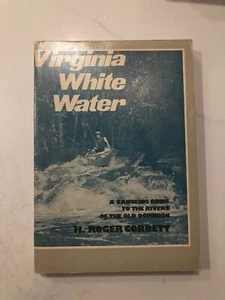 Virginia
White
Water
A CANOEING GUIDE
TO THE RIVERS
OF THE OLD DOMINION
H. ROGER CORBETT